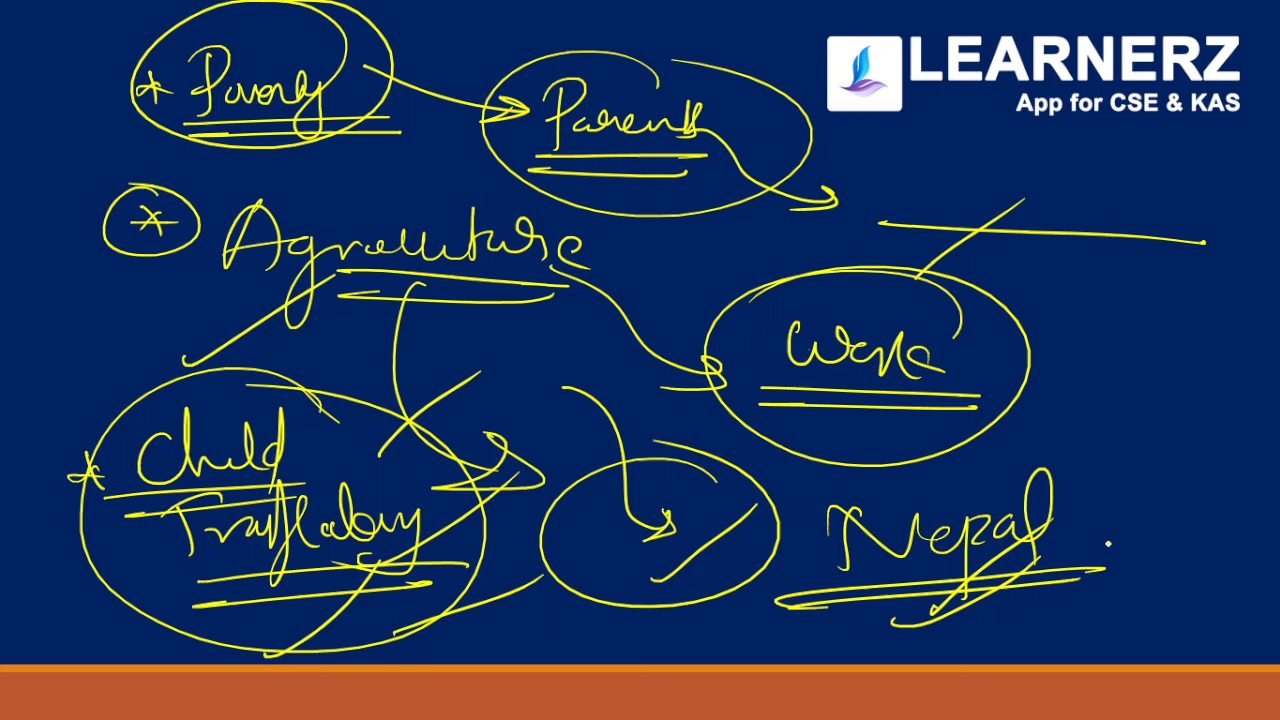 LEARNERZ
App for CSE & KAS
* Poverty
Parents
* Agriculture
Work
* Child
Trafficking
Nepal